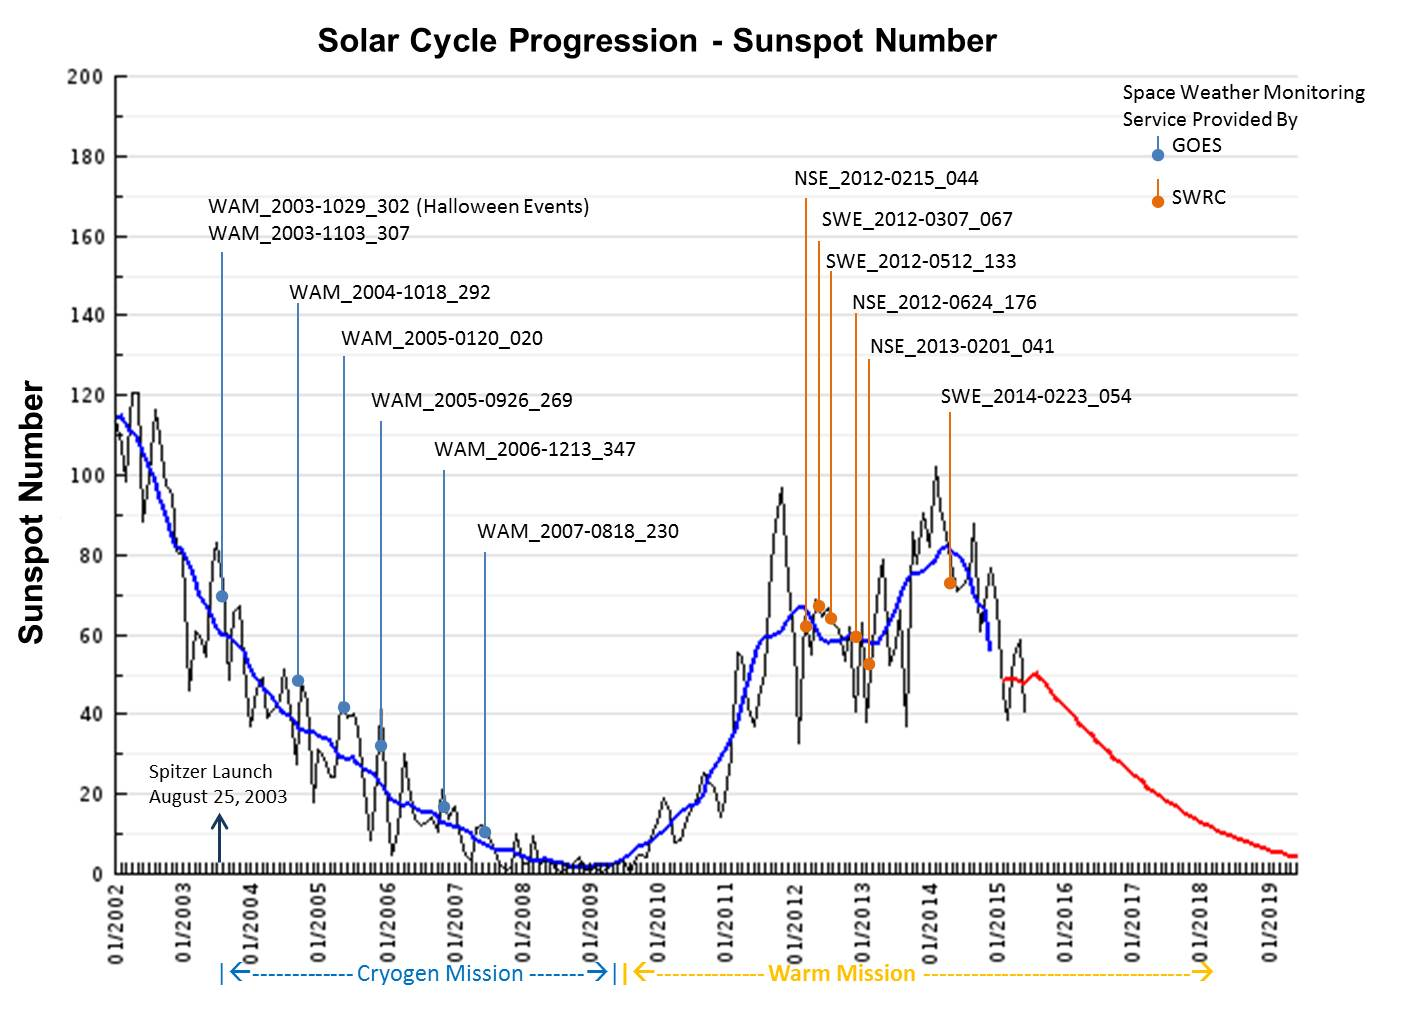 Solar Cycle Progression - Sunspot Number
Space Weather Monitoring
Service Provided By
GOES
SWRC
Sunspot Number
200
180
160
140
120
100
80
60
40
20
0
WAM_2003-1029_302 (Halloween Events)
WAM_2003-1103_307
WAM_2004-1018_292
WAM_2005-0120_020
WAM_2005-0926_269
WAM_2006-1213_347
WAM_2007-0818_230
NSE_2012-0215_044
SWE_2012-0307_067
SWE_2012-0512_133
NSE_2012-0624_176
NSE_2013-0201_041
SWE_2014-0223_054
Spitzer Launch
August 25, 2003
01/2002
01/2003
01/2004
01/2005
01/2006
01/2007
01/2008
01/2009
01/2010
01/2011
01/2012
01/2013
01/2014
01/2015
01/2016
01/2017
01/2018
01/2019
Cryogen Mission
Warm Mission